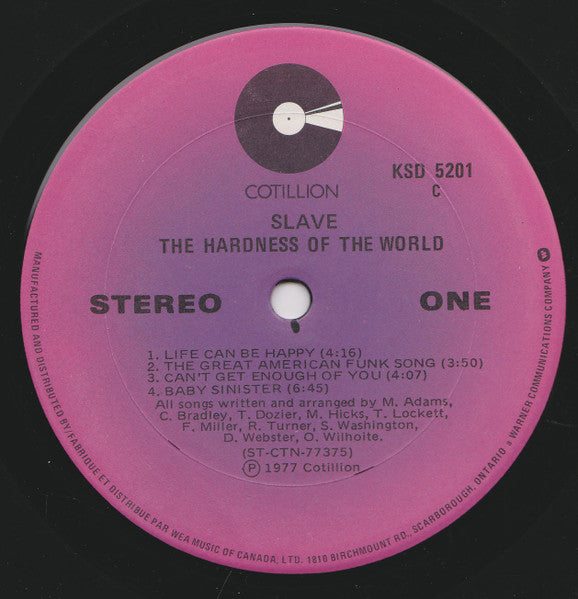 COTILLION
KSD 5201
C
SLAVE
THE HARDNESS OF THE WORLD
STEREO
ONE
1. LIFE CAN BE HAPPY (4:16)
2. THE GREAT AMERICAN FUNK SONG (3:50)
3. CAN'T GET ENOUGH OF YOU (4:07)
4. BABY SINISTER (6:45)
All songs written and arranged by M. Adams,
C. Bradley, T. Dozier, M. Hicks, T. Lockett,
F. Miller, R. Turner, S. Washington,
D. Webster, O. Wilhoite.
(ST-CTN-77375)
Ⓟ 1977 Cotillion
MANUFACTURED AND DISTRIBUTED BY/FABRIQUÉ ET DISTRIBUÉ PAR WEA MUSIC OF CANADA, LTD. 1810 BIRCHMOUNT RD., SCARBOROUGH, ONTARIO A WARNER COMMUNICATIONS COMPANY